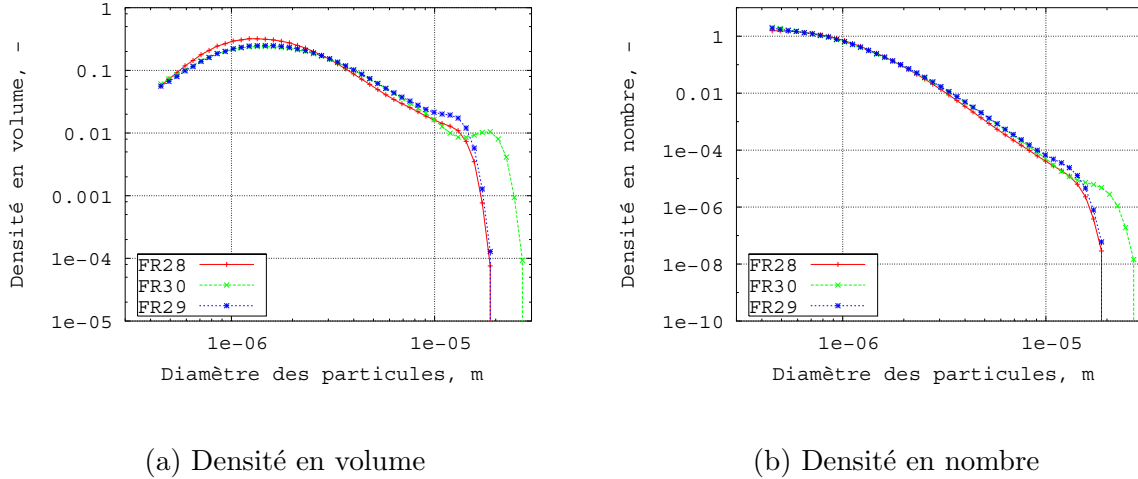 1
0.1
0.01
0.001
1e-04
1e-05
1e-06
1e-05
Densité en volume, –
Diamètre des particules, m
FR28
FR30
FR29
(a) Densité en volume
1
0.01
1e-04
1e-06
1e-08
1e-10
1e-06
1e-05
Densité en nombre, –
Diamètre des particules, m
FR28
FR30
FR29
(b) Densité en nombre